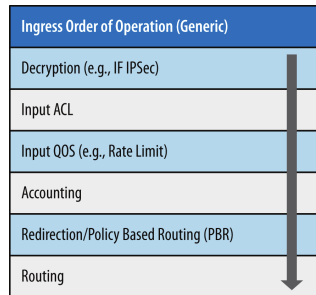 Ingress Order of Operation (Generic)
Decryption (e.g., IF IPSec)
Input ACL
Input QOS (e.g., Rate Limit)
Accounting
Redirection/Policy Based Routing (PBR)
Routing